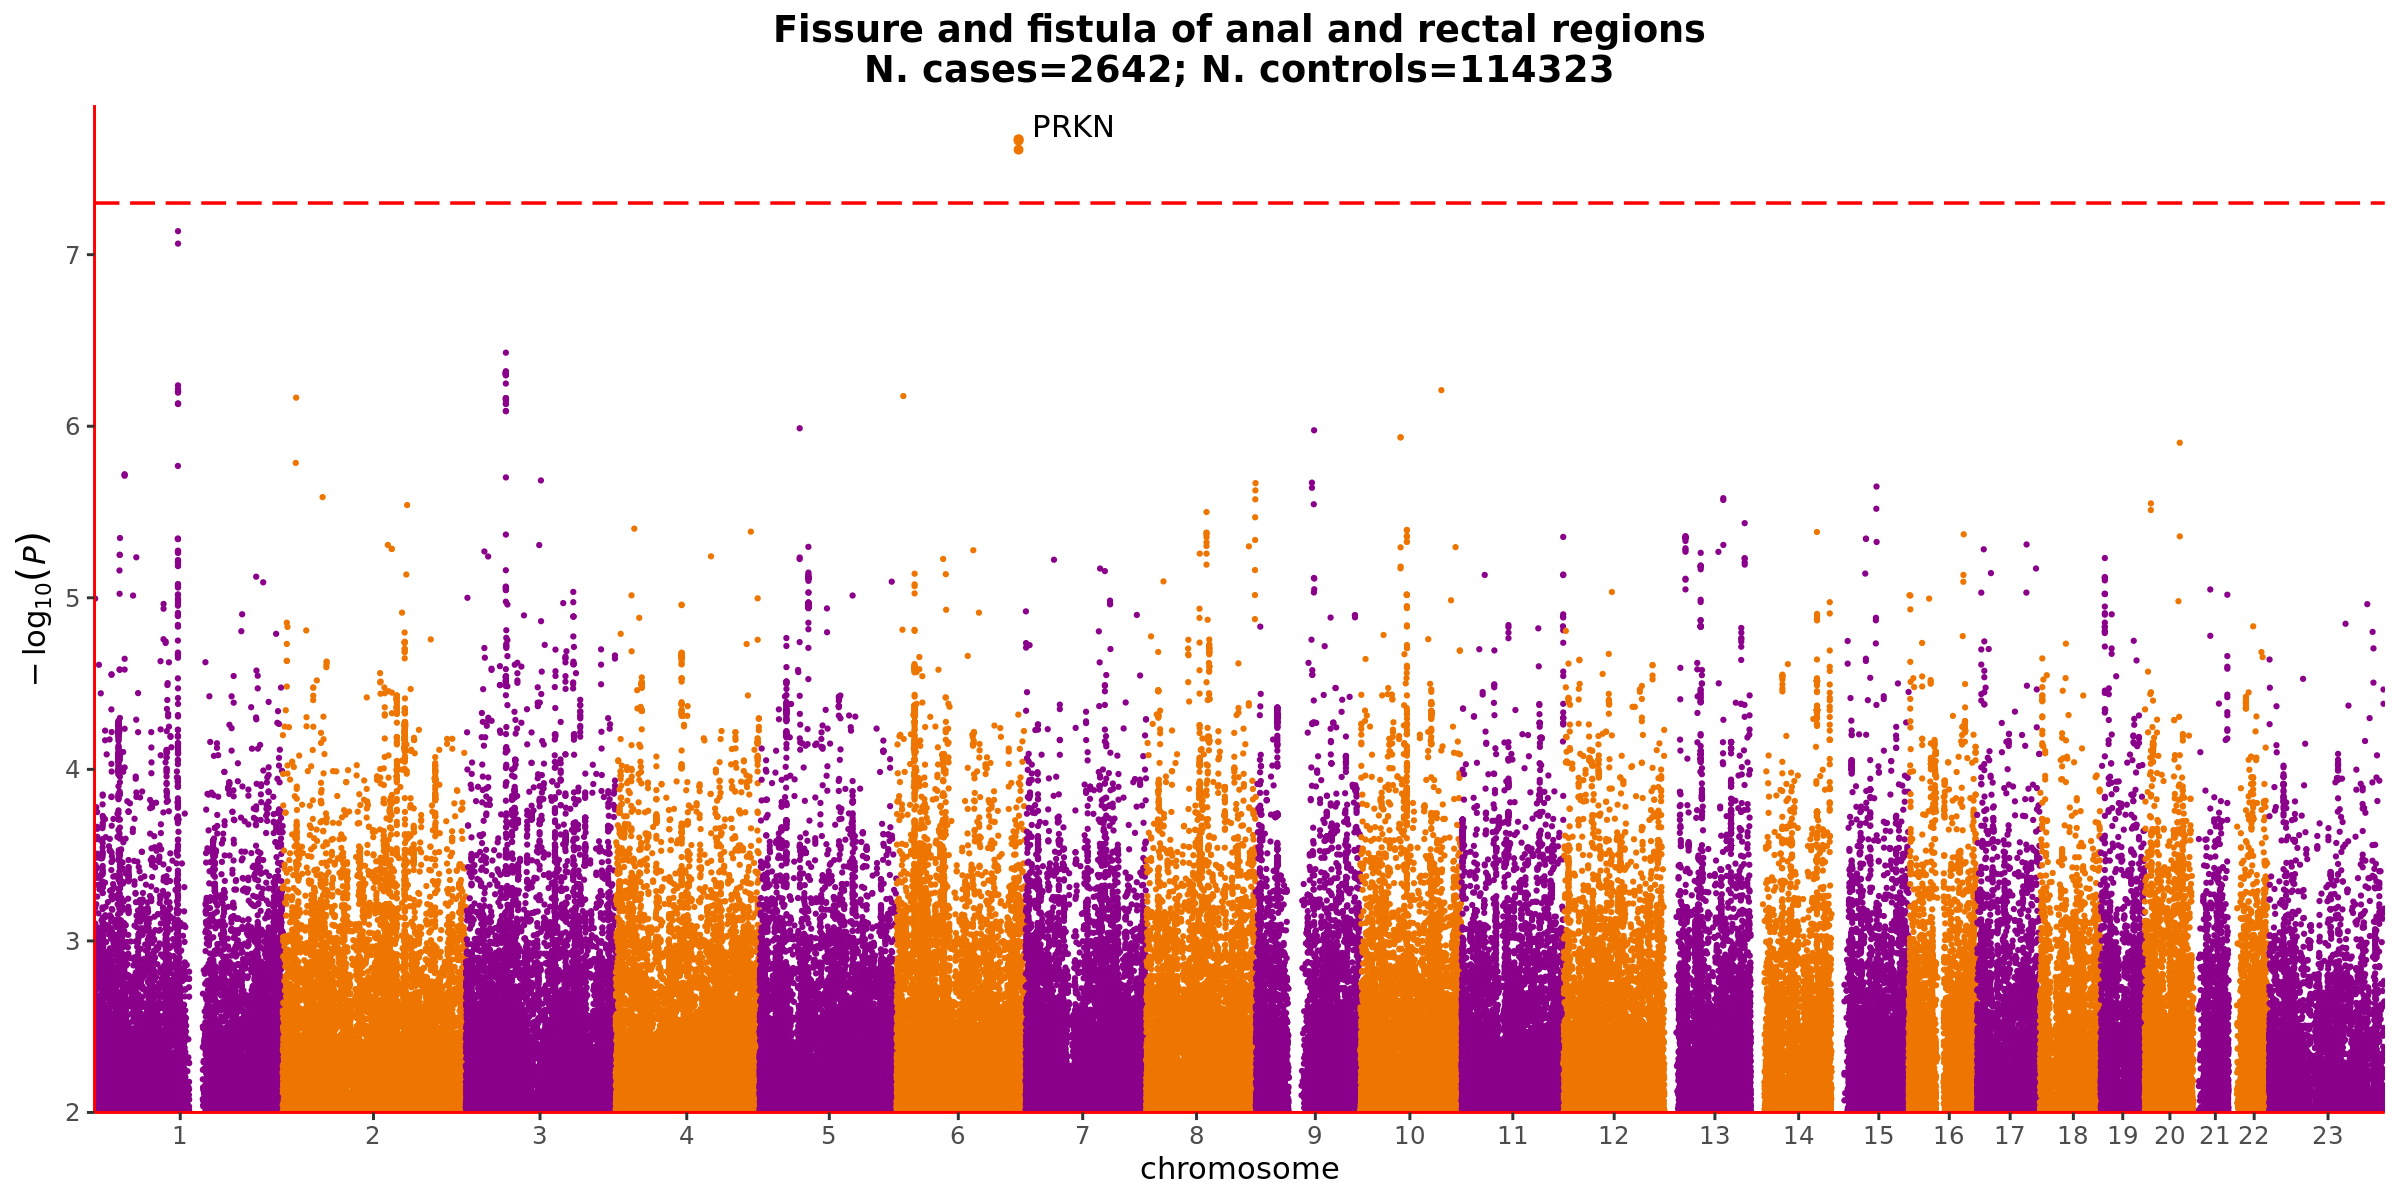 Fissure and fistula of anal and rectal regions
N. cases=2642; N. controls=114323
PRKN
7
6
5
4
3
2
− log10(P)
1 2 3 4 5 6 7 8 9 10 11 12 13 14 15 16 17 18 19 20 21 22 23
chromosome